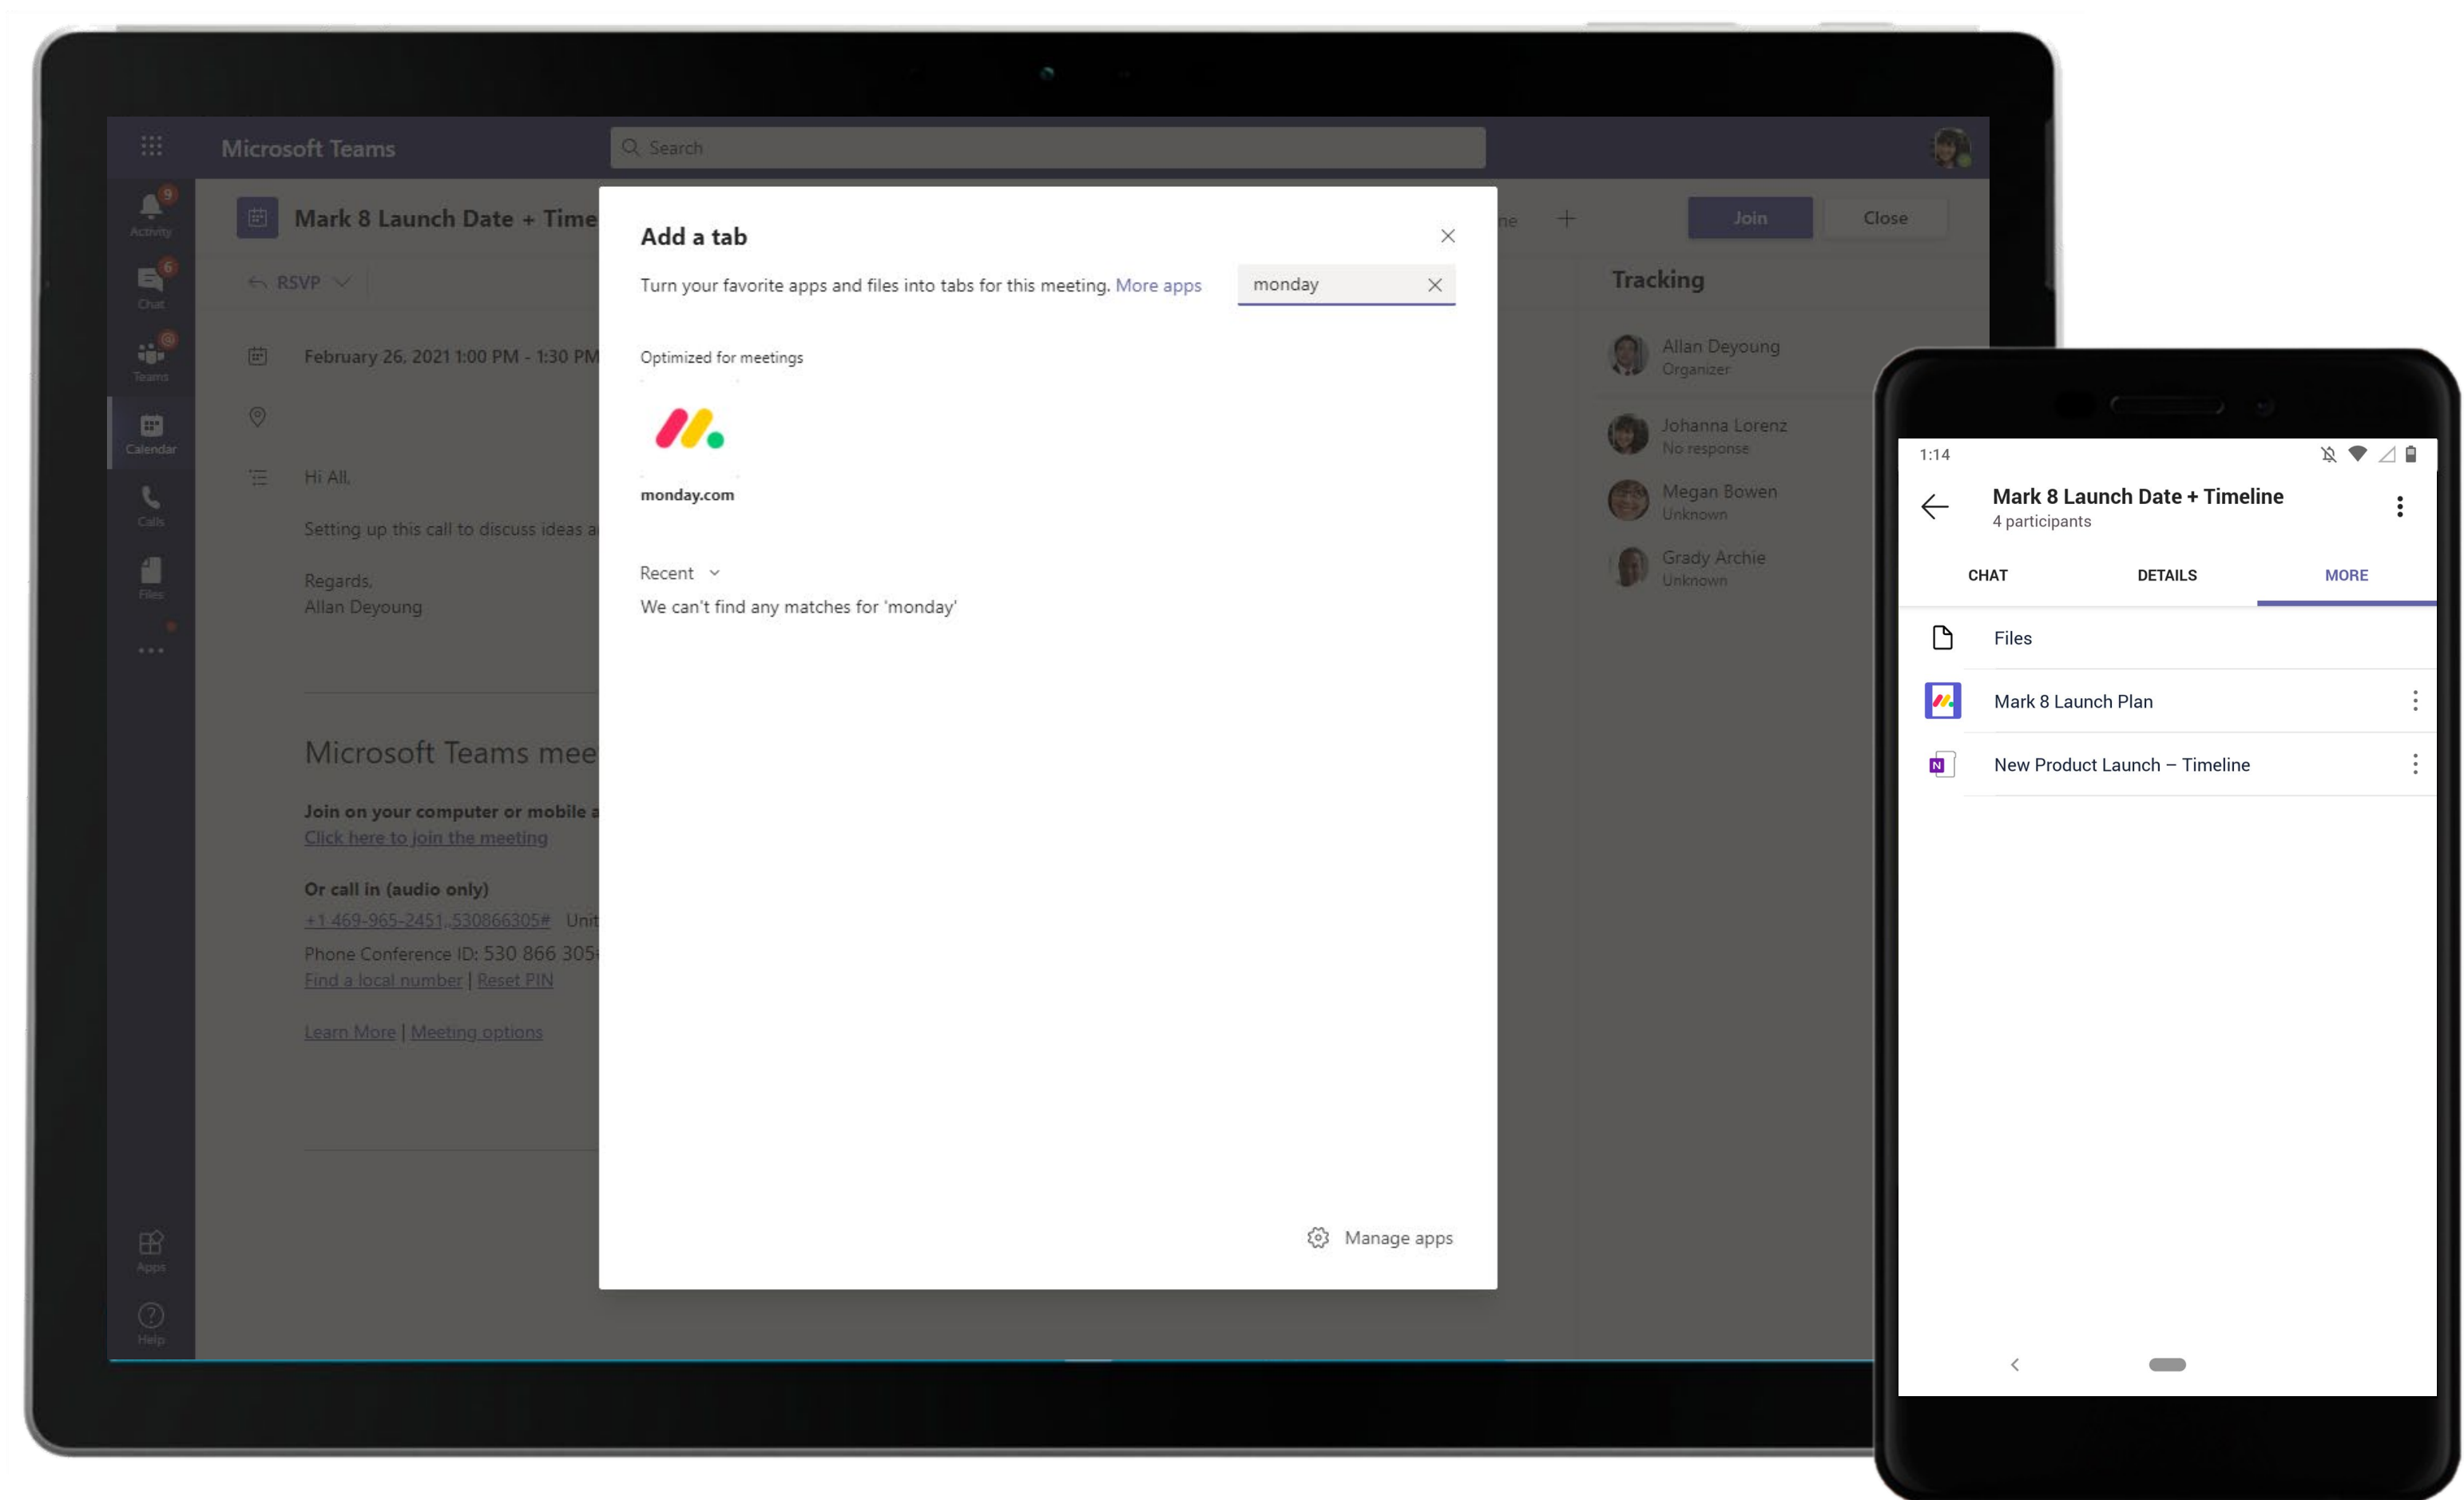 Microsoft Teams
Search
9
Activity
6
Chat
@
Teams
Calendar
Calls
Files
Apps
Help
Mark 8 Launch Date + Time
ne
Join
Close
RSVP
February 26, 2021 1:00 PM - 1:30 PM
Hi All,
Setting up this call to discuss ideas a
Regards,
Allan Deyoung
Microsoft Teams mee
Join on your computer or mobile a
Click here to join the meeting
Or call in (audio only)
+1 469-965-2451,,530866305# Unit
Phone Conference ID: 530 866 305#
Find a local number | Reset PIN
Learn More | Meeting options
Add a tab
Turn your favorite apps and files into tabs for this meeting. More apps
monday
Optimized for meetings
monday.com
Recent
We can't find any matches for 'monday'
Manage apps
Tracking
Allan Deyoung
Organizer
Johanna Lorenz
No response
Megan Bowen
Unknown
Grady Archie
Unknown
1:14
Mark 8 Launch Date + Timeline
4 participants
CHAT DETAILS MORE
Files
Mark 8 Launch Plan
N
New Product Launch – Timeline